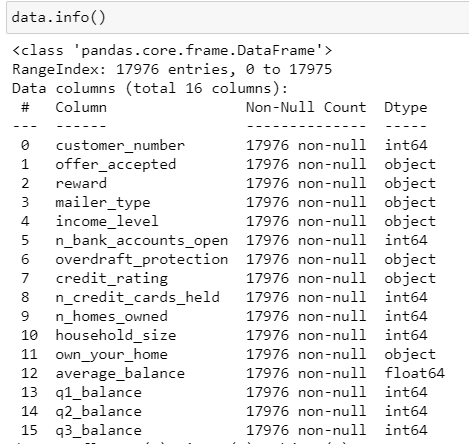 data.info()
<class 'pandas.core.frame.DataFrame'>
RangeIndex: 17976 entries, 0 to 17975
Data columns (total 16 columns):
#   Column   Non-Null Count   Dtype
---   ------   --------------   -----
0   customer_number   17976 non-null   int64
1   offer_accepted   17976 non-null   object
2   reward   17976 non-null   object
3   mailer_type   17976 non-null   object
4   income_level   17976 non-null   object
5   n_bank_accounts_open   17976 non-null   int64
6   overdraft_protection   17976 non-null   object
7   credit_rating   17976 non-null   object
8   n_credit_cards_held   17976 non-null   int64
9   n_homes_owned   17976 non-null   int64
10   household_size   17976 non-null   int64
11   own_your_home   17976 non-null   object
12   average_balance   17976 non-null   float64
13   q1_balance   17976 non-null   int64
14   q2_balance   17976 non-null   int64
15   q3_balance   17976 non-null   int64